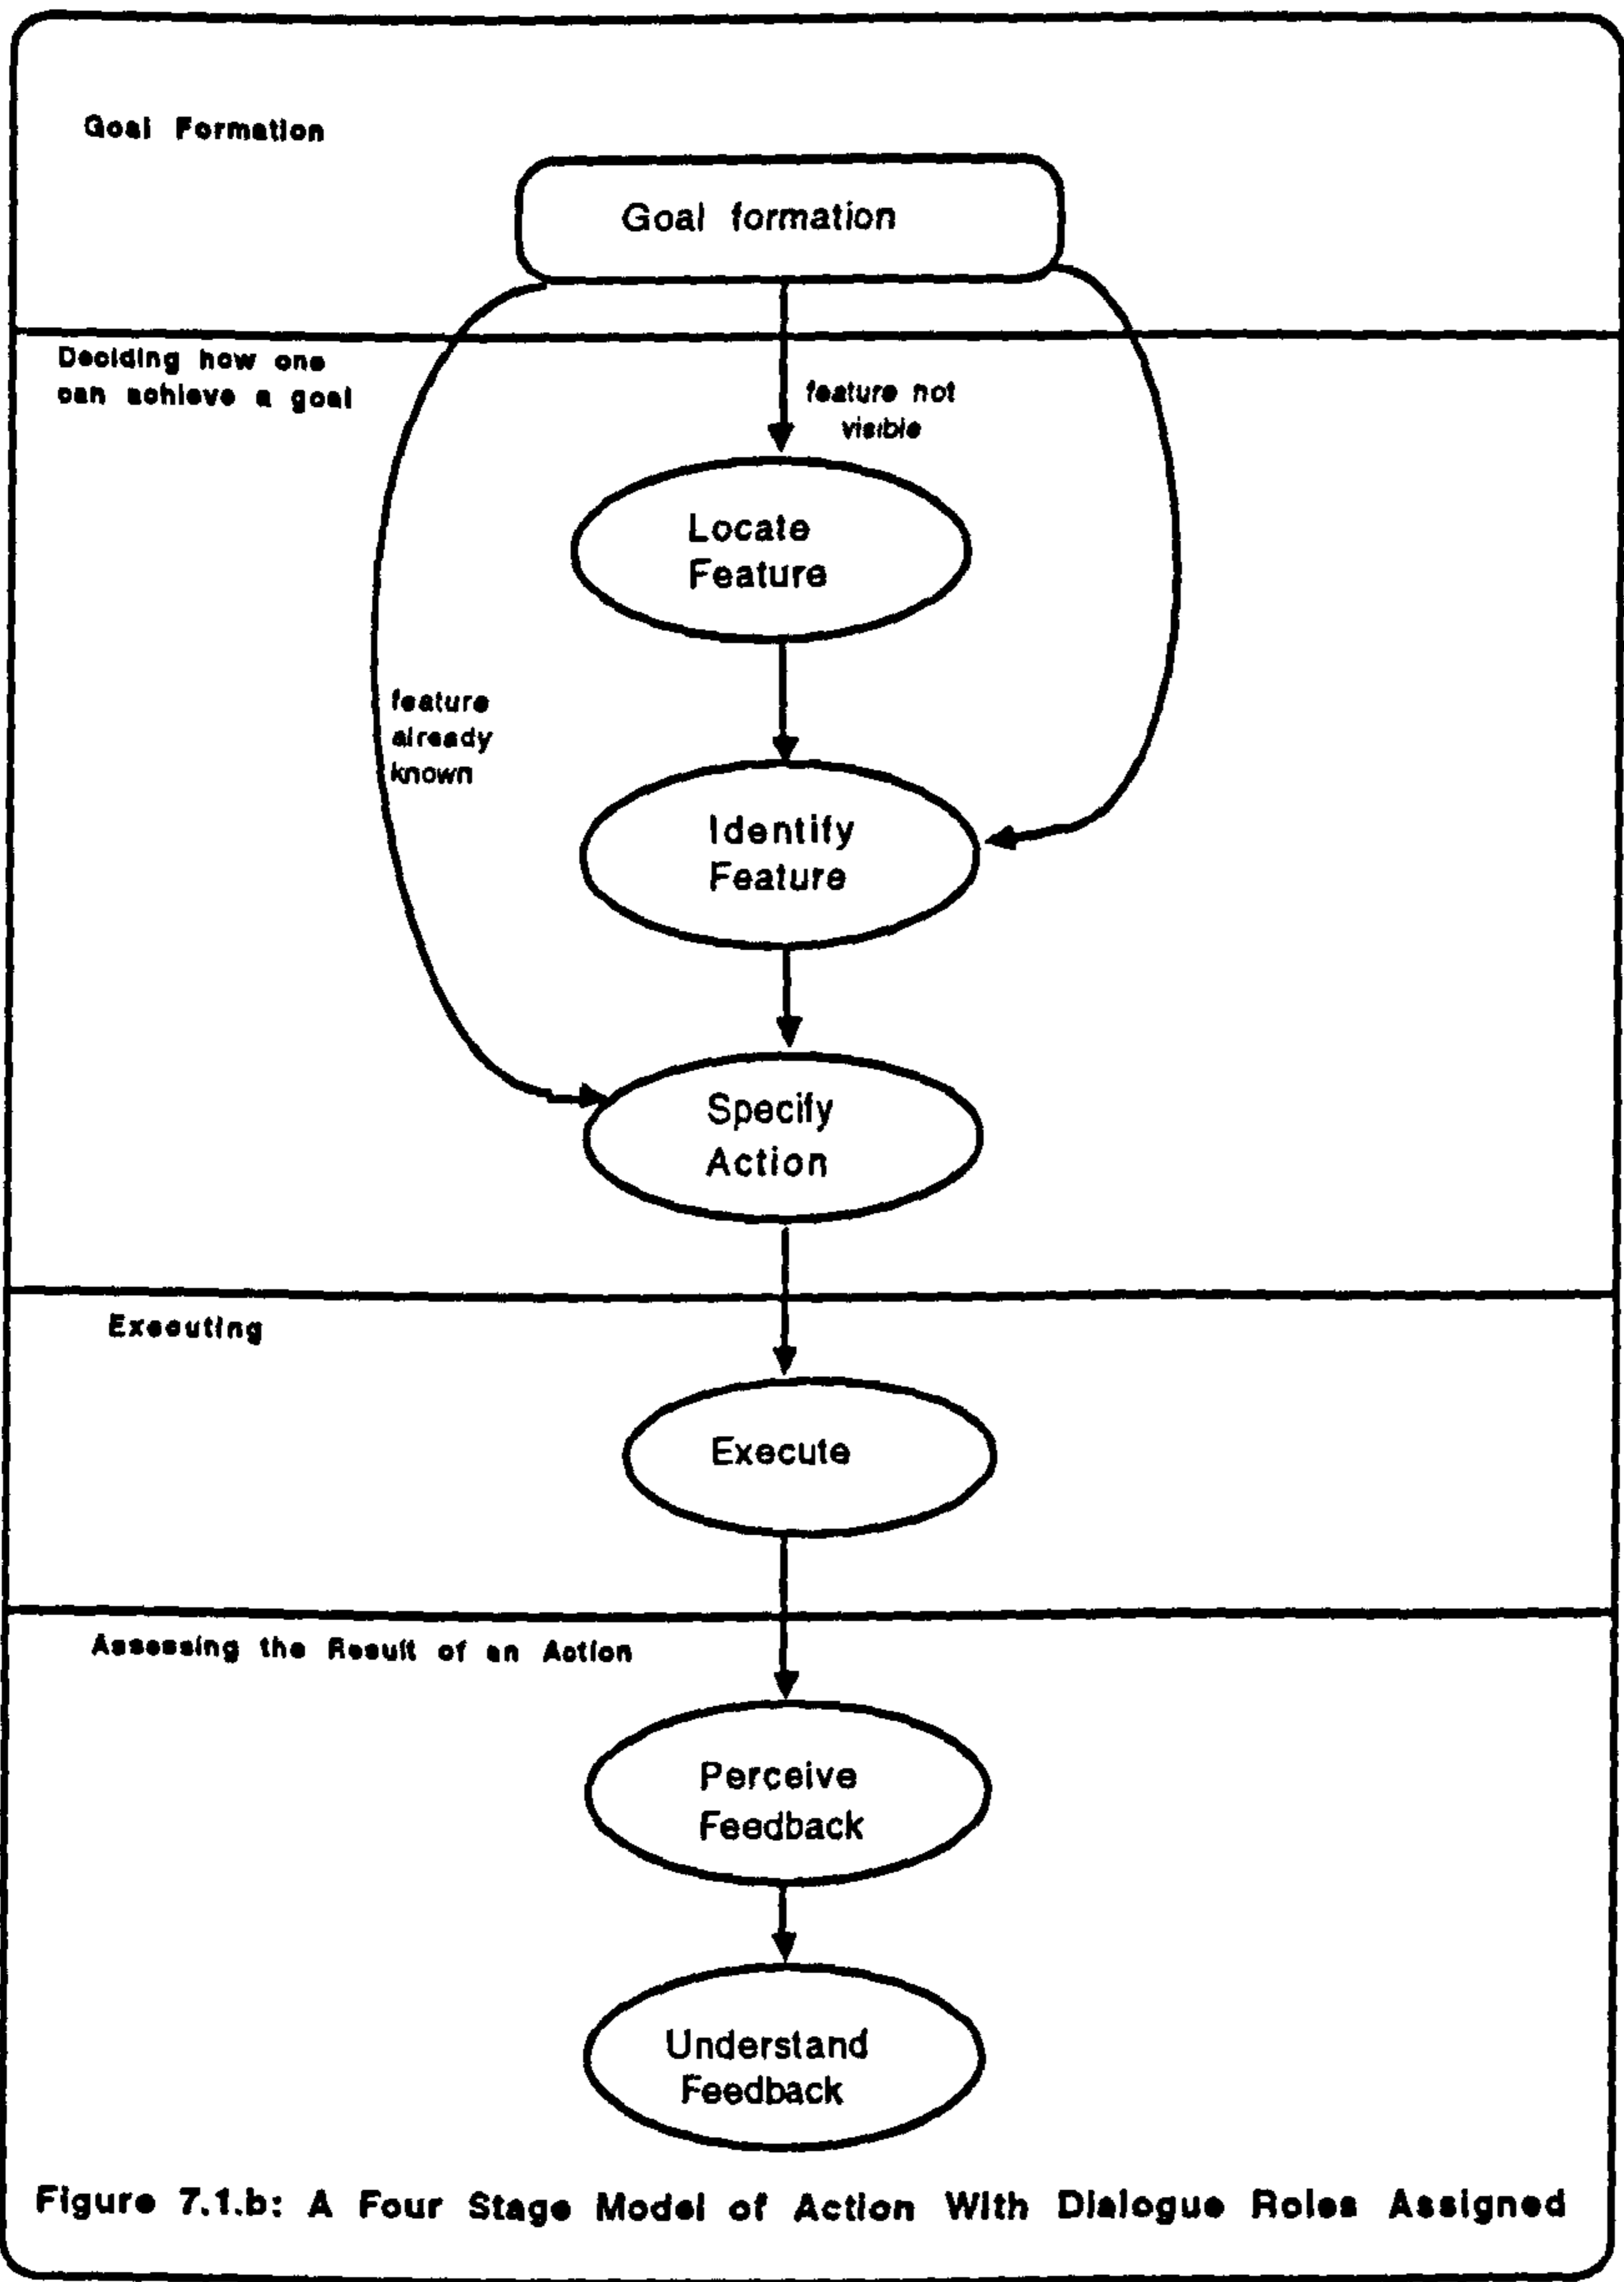 Goal Formation
Goal formation
Deciding how one
can achieve a goal
feature not
visible
Locate
Feature
feature
already
known
Identify
Feature
Specify
Action
Executing
Execute
Assessing the Result of an Action
Perceive
Feedback
Understand
Feedback
Figure 7.1.b: A Four Stage Model of Action With Dialogue Roles Assigned